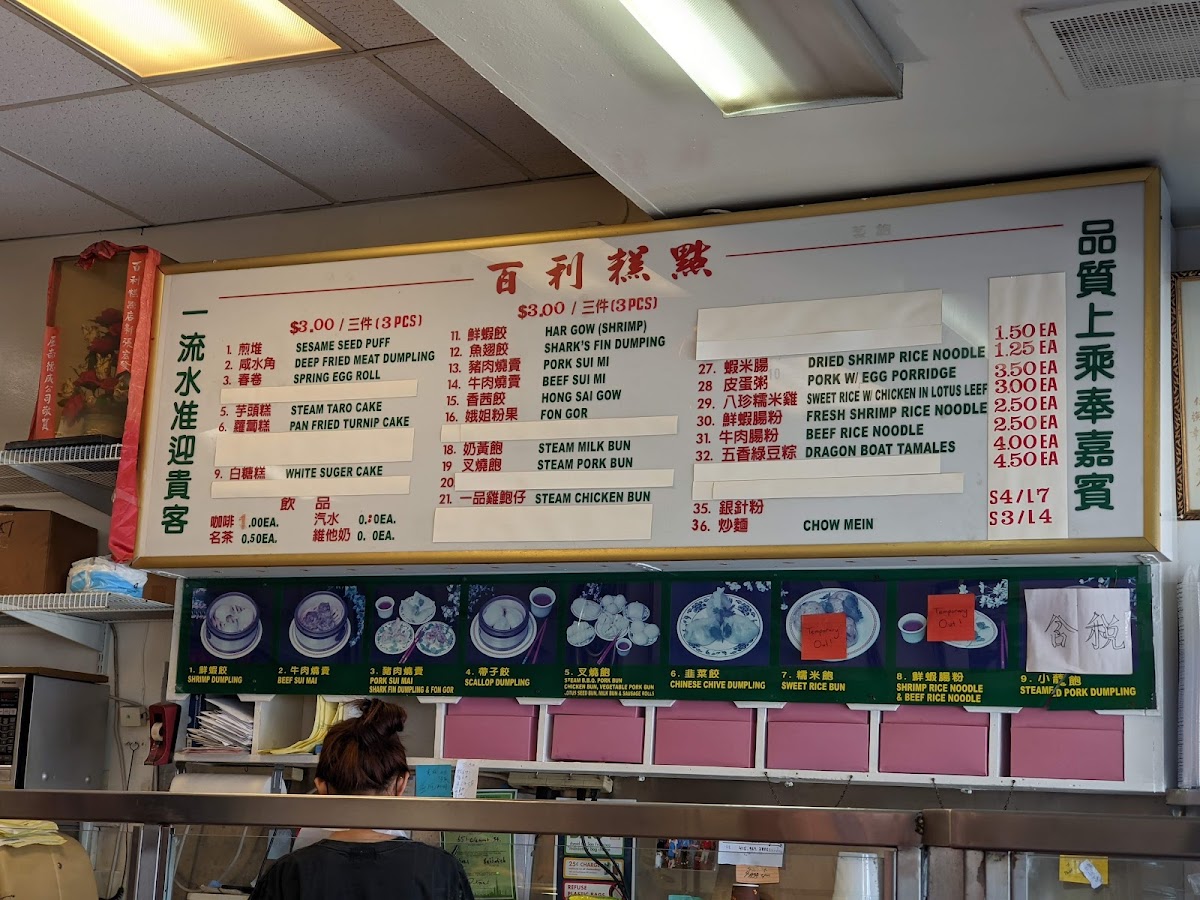 百利糕點
一流水准迎貴客
品質上乘奉嘉賓
$3.00 / 三件 (3 PCS)
1. 煎堆 SESAME SEED PUFF
2. 咸水角 DEEP FRIED MEAT DUMPLING
3. 春卷 SPRING EGG ROLL
5. 芋頭糕 STEAM TARO CAKE
6. 蘿蔔糕 PAN FRIED TURNIP CAKE
9. 白糖糕 WHITE SUGER CAKE
飲 品
咖啡 1.00EA. 汽水
名茶 0.50EA. 維他奶
$3.00 / 三件 (3 PCS)
11. 鮮蝦餃 HAR GOW (SHRIMP)
12. 魚翅餃 SHARK'S FIN DUMPING
13. 豬肉燒賣 PORK SUI MI
14. 牛肉燒賣 BEEF SUI MI
15. 香茜餃 HONG SAI GOW
16. 娥姐粉果 FON GOR
18. 奶黃飽 STEAM MILK BUN
19 叉燒飽 STEAM PORK BUN
20
21. 一品雞飽仔 STEAM CHICKEN BUN
27. 蝦米腸 DRIED SHRIMP RICE NOODLE
28 皮蛋粥 PORK W/ EGG PORRIDGE
29. 八珍糯米雞 SWEET RICE W/ CHICKEN IN LOTUS LEEF
30. 鮮蝦腸粉 FRESH SHRIMP RICE NOODLE
31. 牛肉腸粉 BEEF RICE NOODLE
32. 五香綠豆粽 DRAGON BOAT TAMALES
35. 銀針粉
36. 炒麵 CHOW MEIN
1.50 EA
1.25 EA
3.50 EA
3.00 EA
2.50 EA
2.50 EA
4.00 EA
4.50 EA
S4/L7
S3/L4
1. 鮮蝦餃
SHRIMP DUMPLING
2. 牛肉燒賣
BEEF SUI MAI
3. 豬肉燒賣
PORK SUI MAI
SHARK FIN DUMPLING & FON GOR
4. 帶子餃
SCALLOP DUMPLING
5. 叉燒飽
STEAM B.B.Q. PORK BUN
CHICKEN BUN, VEGETABLE PORK BUN
LOTUS SEED BUN, MILK BUN & SAUSAGE ROLL
6. 韭菜餃
CHINESE CHIVE DUMPLING
Temporary
Out!
7. 糯米飽
SWEET RICE BUN
Temporary
Out!
8. 鮮蝦腸粉
SHRIMP RICE NOODLE
& BEEF RICE NOODLE
含稅
9. 小籠飽
STEAMED PORK DUMPLING